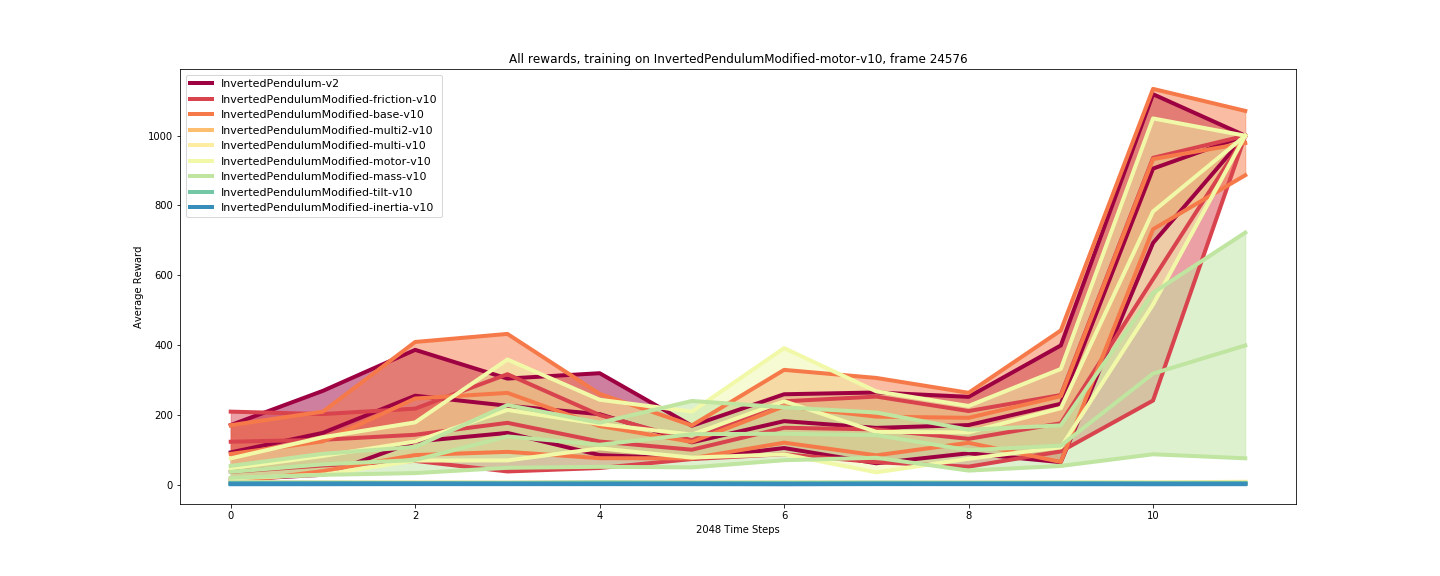 All rewards, training on InvertedPendulumModified-motor-v10, frame 24576
InvertedPendulum-v2
InvertedPendulumModified-friction-v10
InvertedPendulumModified-base-v10
InvertedPendulumModified-multi2-v10
InvertedPendulumModified-multi-v10
InvertedPendulumModified-motor-v10
InvertedPendulumModified-mass-v10
InvertedPendulumModified-tilt-v10
InvertedPendulumModified-inertia-v10
Average Reward
1000
800
600
400
200
0
0 2 4 6 8 10
2048 Time Steps